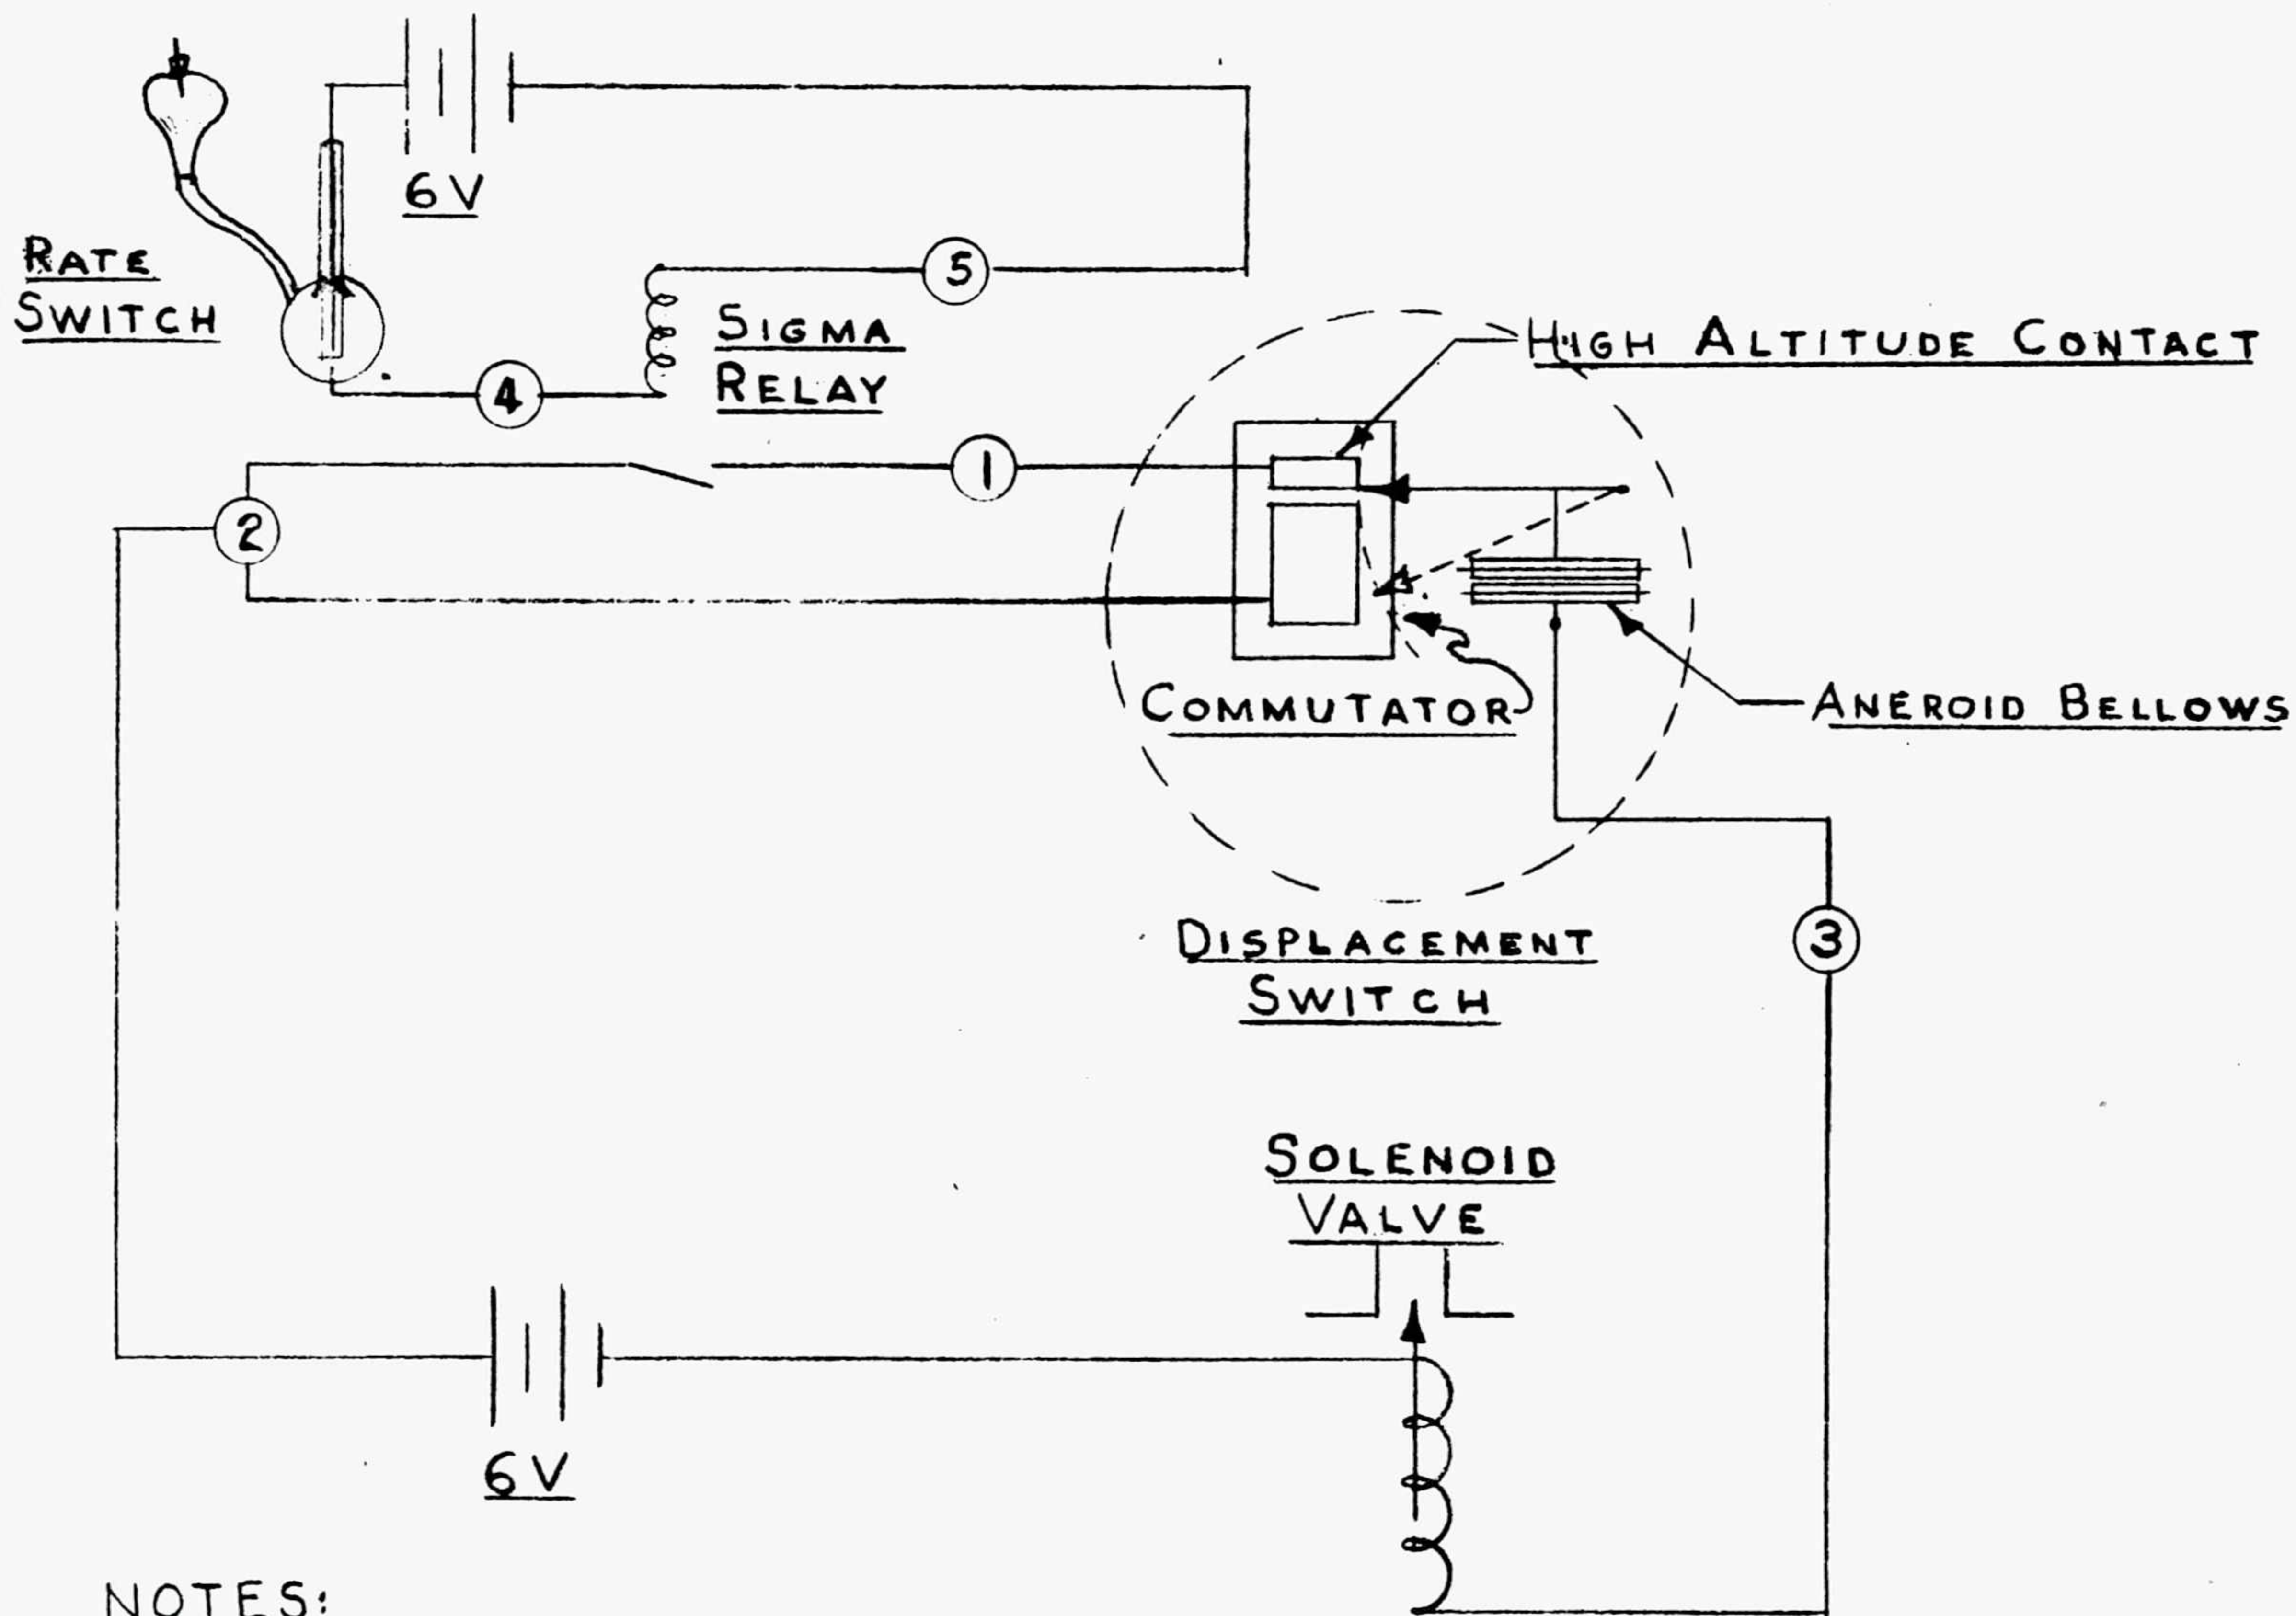 6V
RATE
SWITCH
5
SIGMA
RELAY
4
HIGH ALTITUDE CONTACT
1
2
COMMUTATOR
ANEROID BELLOWS
DISPLACEMENT
SWITCH
3
SOLENOID
VALVE
6V
NOTES: